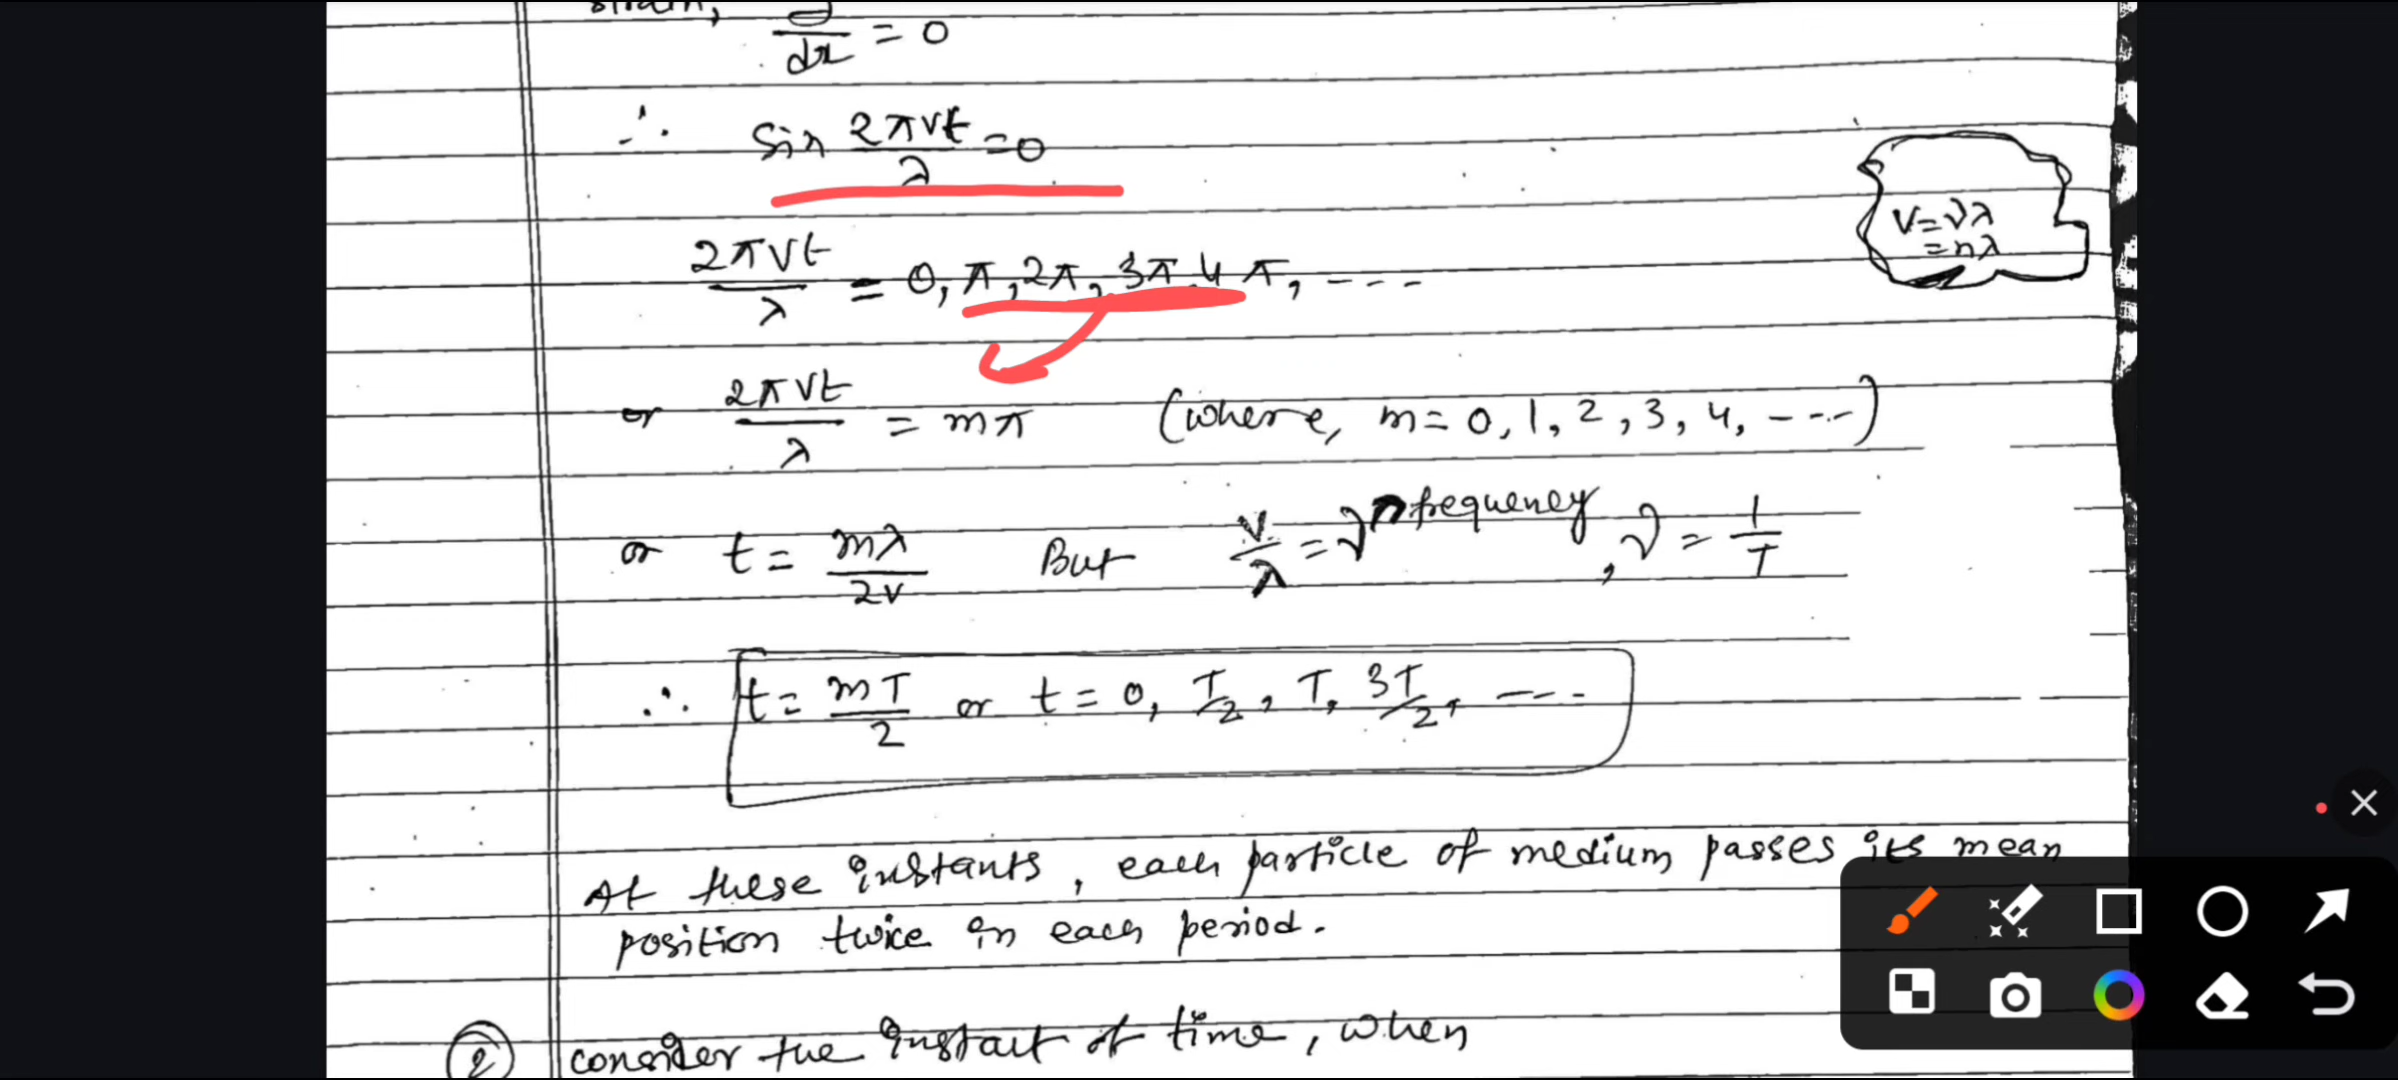 dx = 0
∴ Sin 2πvt/λ = 0
V = νλ
= nλ
2πvt/λ = 0, π, 2π, 3π, 4π, ---
or 2πvt/λ = mπ (where, m = 0, 1, 2, 3, 4, ----)
or t = mλ/2v But v/λ = ν n frequency, ν = 1/T
∴ t = mT/2 or t = 0, T/2, T, 3T/2, ---
At these instants, each particle of medium passes its mean
position twice in each period.
② consider the instant of time, when